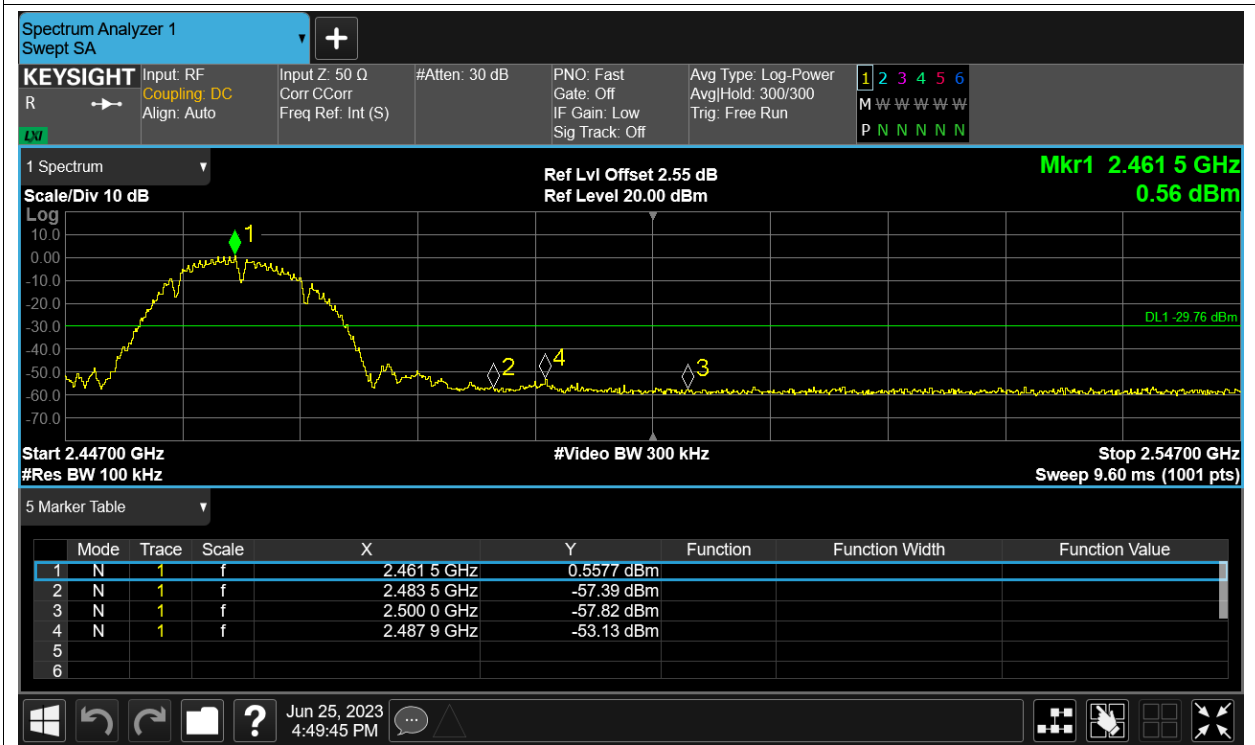 Spectrum Analyzer 1
Swept SA
KEYSIGHT
R
LXI
Input: RF
Coupling: DC
Align: Auto
Input Z: 50 Ω
Corr CCorr
Freq Ref: Int (S)
#Atten: 30 dB
PNO: Fast
Gate: Off
IF Gain: Low
Sig Track: Off
Avg Type: Log-Power
Avg|Hold: 300/300
Trig: Free Run
1 2 3 4 5 6
M W W W W W
P N N N N N
1 Spectrum
Scale/Div 10 dB
Ref Lvl Offset 2.55 dB
Ref Level 20.00 dBm
Mkr1 2.461 5 GHz
0.56 dBm
Log
10.0
0.00
-10.0
-20.0
-30.0
-40.0
-50.0
-60.0
-70.0
1
2
4
3
DL1 -29.76 dBm
Start 2.44700 GHz
#Video BW 300 kHz
Stop 2.54700 GHz
#Res BW 100 kHz
Sweep 9.60 ms (1001 pts)
5 Marker Table
Mode Trace Scale X Y Function Function Width Function Value
1 N 1 f 2.461 5 GHz 0.5577 dBm
2 N 1 f 2.483 5 GHz -57.39 dBm
3 N 1 f 2.500 0 GHz -57.82 dBm
4 N 1 f 2.487 9 GHz -53.13 dBm
5
6
?
Jun 25, 2023
4:49:45 PM